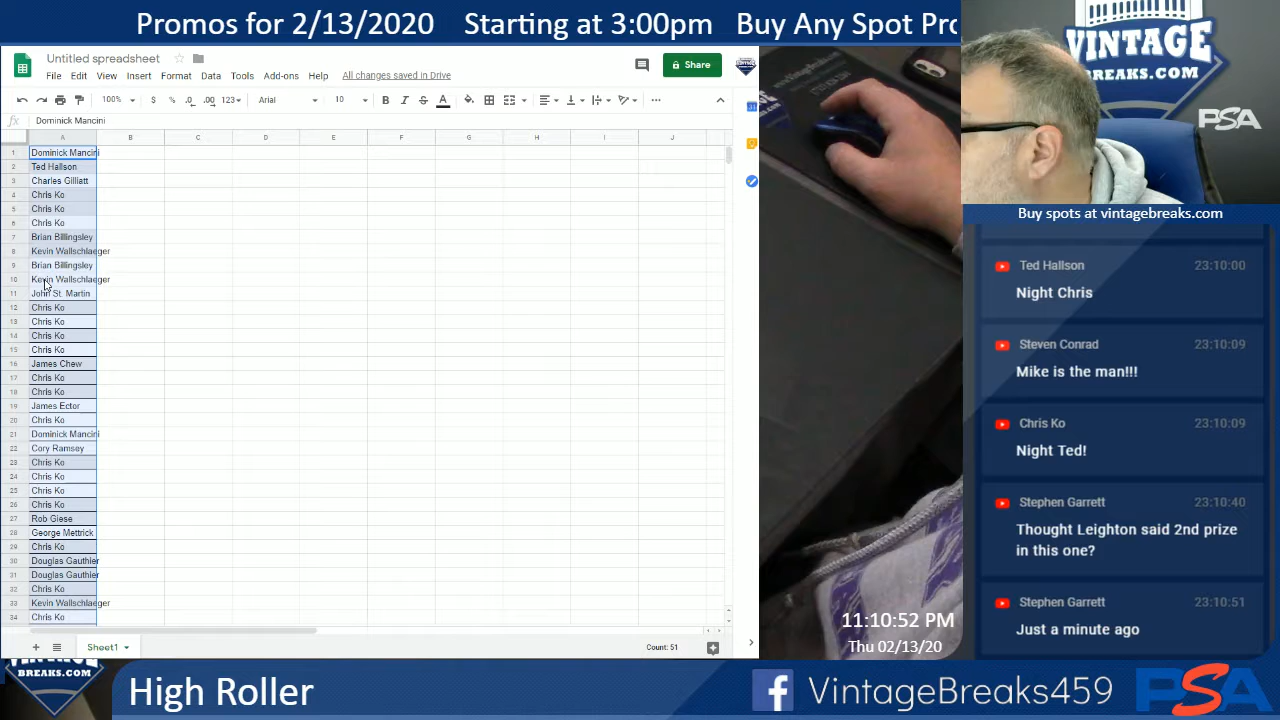 Promos for 2/13/2020 Starting at 3:00pm Buy Any Spot Pro
VINTAGE
BREAKS.COM
PSA
Untitled spreadsheet
File Edit View Insert Format Data Tools Add-ons Help All changes saved in Drive
Share
100% $ % .0 .00 123 Arial 10 B I S A
fx Dominick Mancini
A B C D E F G H I J
1 Dominick Mancini
2 Ted Hallson
3 Charles Gilliatt
4 Chris Ko
5 Chris Ko
6 Chris Ko
7 Brian Billingsley
8 Kevin Wallschlaeger
9 Brian Billingsley
10 Kevin Wallschlaeger
11 John St. Martin
12 Chris Ko
13 Chris Ko
14 Chris Ko
15 Chris Ko
16 James Chew
17 Chris Ko
18 Chris Ko
19 James Ector
20 Chris Ko
21 Dominick Mancini
22 Cory Ramsey
23 Chris Ko
24 Chris Ko
25 Chris Ko
26 Chris Ko
27 Rob Giese
28 George Mettrick
29 Chris Ko
30 Douglas Gauthier
31 Douglas Gauthier
32 Chris Ko
33 Kevin Wallschlaeger
34 Chris Ko
Sheet1
Count: 51
Buy spots at vintagebreaks.com
Ted Hallson 23:10:00
Night Chris
Steven Conrad 23:10:09
Mike is the man!!!
Chris Ko 23:10:09
Night Ted!
Stephen Garrett 23:10:40
Thought Leighton said 2nd prize
in this one?
Stephen Garrett 23:10:51
Just a minute ago
11:10:52 PM
Thu 02/13/20
VINTAGE
BREAKS.COM
High Roller
f VintageBreaks459
PSA